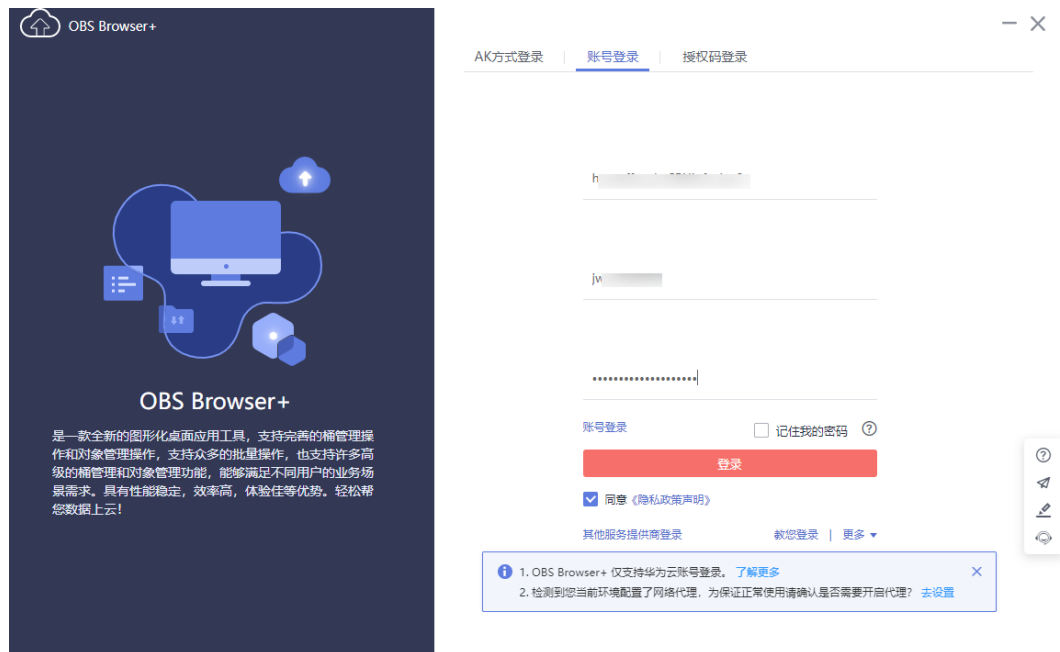 OBS Browser+
AK方式登录
账号登录
授权码登录
h
jw
OBS Browser+
是一款全新的图形化桌面应用工具，支持完善的桶管理操
作和对象管理操作，支持众多的批量操作，也支持许多高
级的桶管理和对象管理功能，能够满足不同用户的业务场
景需求。具有性能稳定，效率高，体验佳等优势。轻松帮
您数据上云！
账号登录
记住我的密码
登录
同意《隐私政策声明》
其他服务提供商登录
教您登录 | 更多
1. OBS Browser+ 仅支持华为云账号登录。 了解更多
2. 检测到您当前环境配置了网络代理，为保证正常使用请确认是否需要开启代理？ 去设置